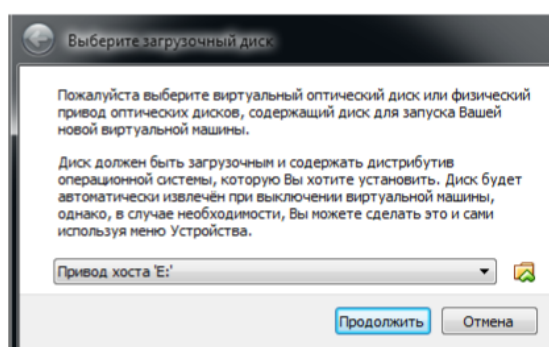 Выберите загрузочный диск
Пожалуйста выберите виртуальный оптический диск или физический
привод оптических дисков, содержащий диск для запуска Вашей
новой виртуальной машины.
Диск должен быть загрузочным и содержать дистрибутив
операционной системы, которую Вы хотите установить. Диск будет
автоматически извлечён при выключении виртуальной машины,
однако, в случае необходимости, Вы можете сделать это и сами
используя меню Устройства.
Привод хоста 'E:'
Продолжить Отмена